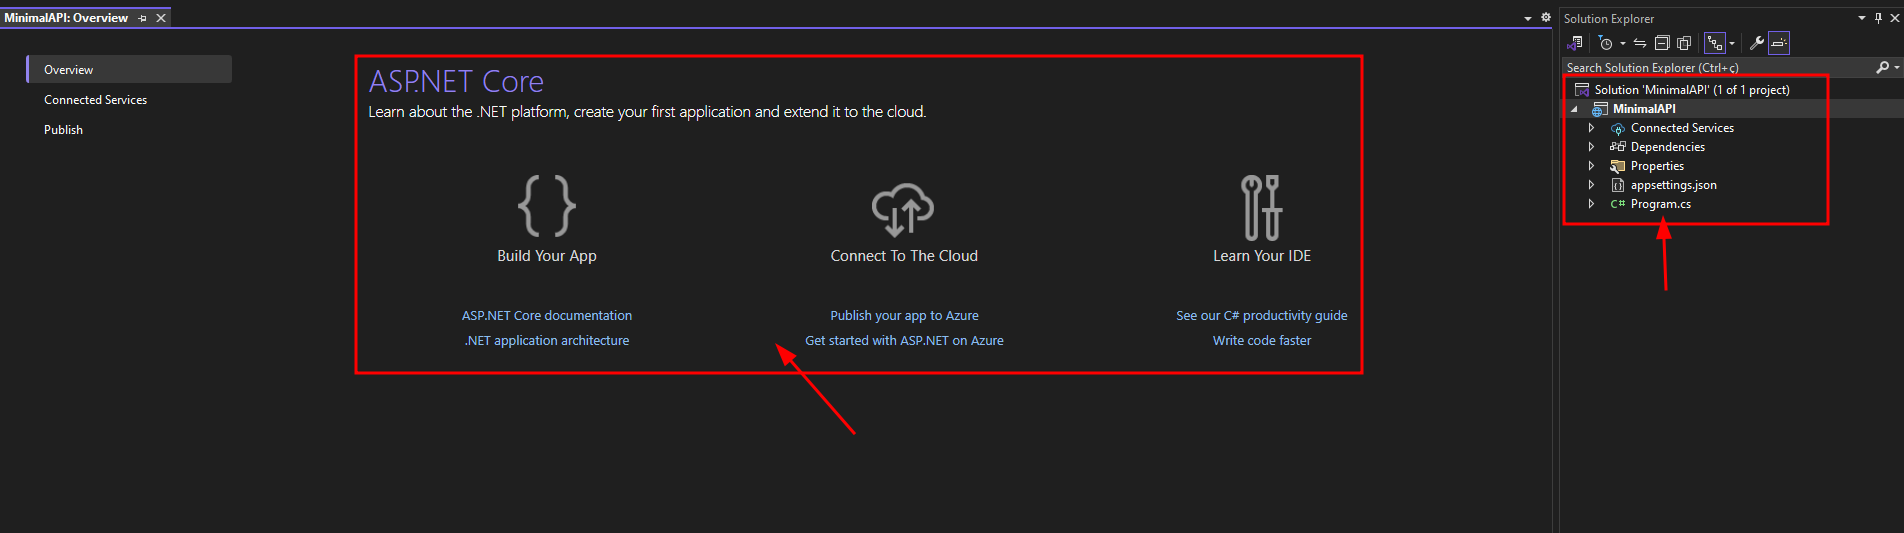 MinimalAPI: Overview
Overview
Connected Services
Publish
ASP.NET Core
Learn about the .NET platform, create your first application and extend it to the cloud.
Build Your App
Connect To The Cloud
Learn Your IDE
ASP.NET Core documentation
Publish your app to Azure
See our C# productivity guide
.NET application architecture
Get started with ASP.NET on Azure
Write code faster
Solution Explorer
Search Solution Explorer (Ctrl+ç)
Solution 'MinimalAPI' (1 of 1 project)
MinimalAPI
Connected Services
Dependencies
Properties
appsettings.json
C# Program.cs